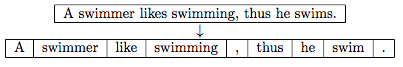 A swimmer likes swimming, thus he swims.
↓
A swimmer like swimming , thus he swim .